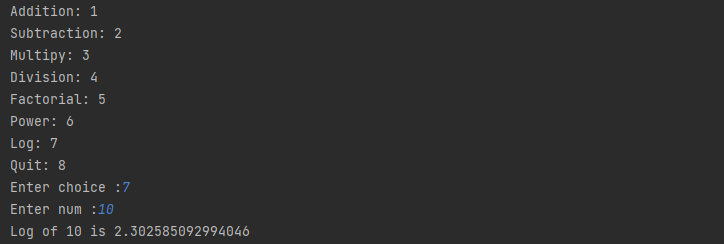 Addition: 1
Subtraction: 2
Multipy: 3
Division: 4
Factorial: 5
Power: 6
Log: 7
Quit: 8
Enter choice :7
Enter num :10
Log of 10 is 2.302585092994046